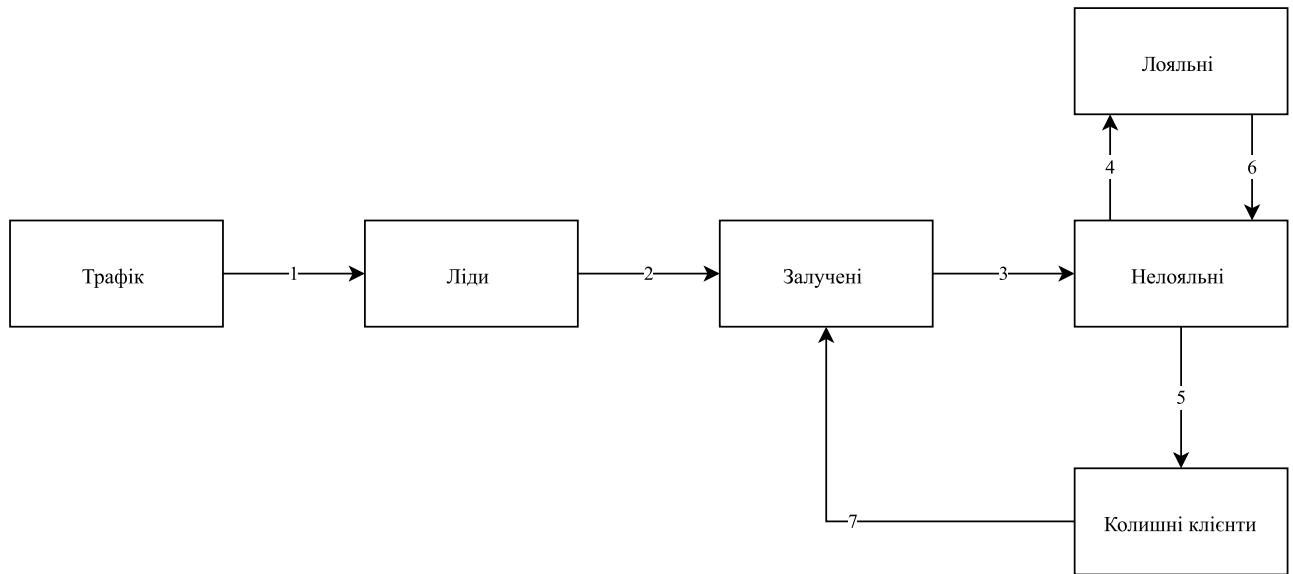 Лояльні
4
6
Трафік
1
Ліди
2
Залучені
3
Нелояльні
5
7
Колишні клієнти